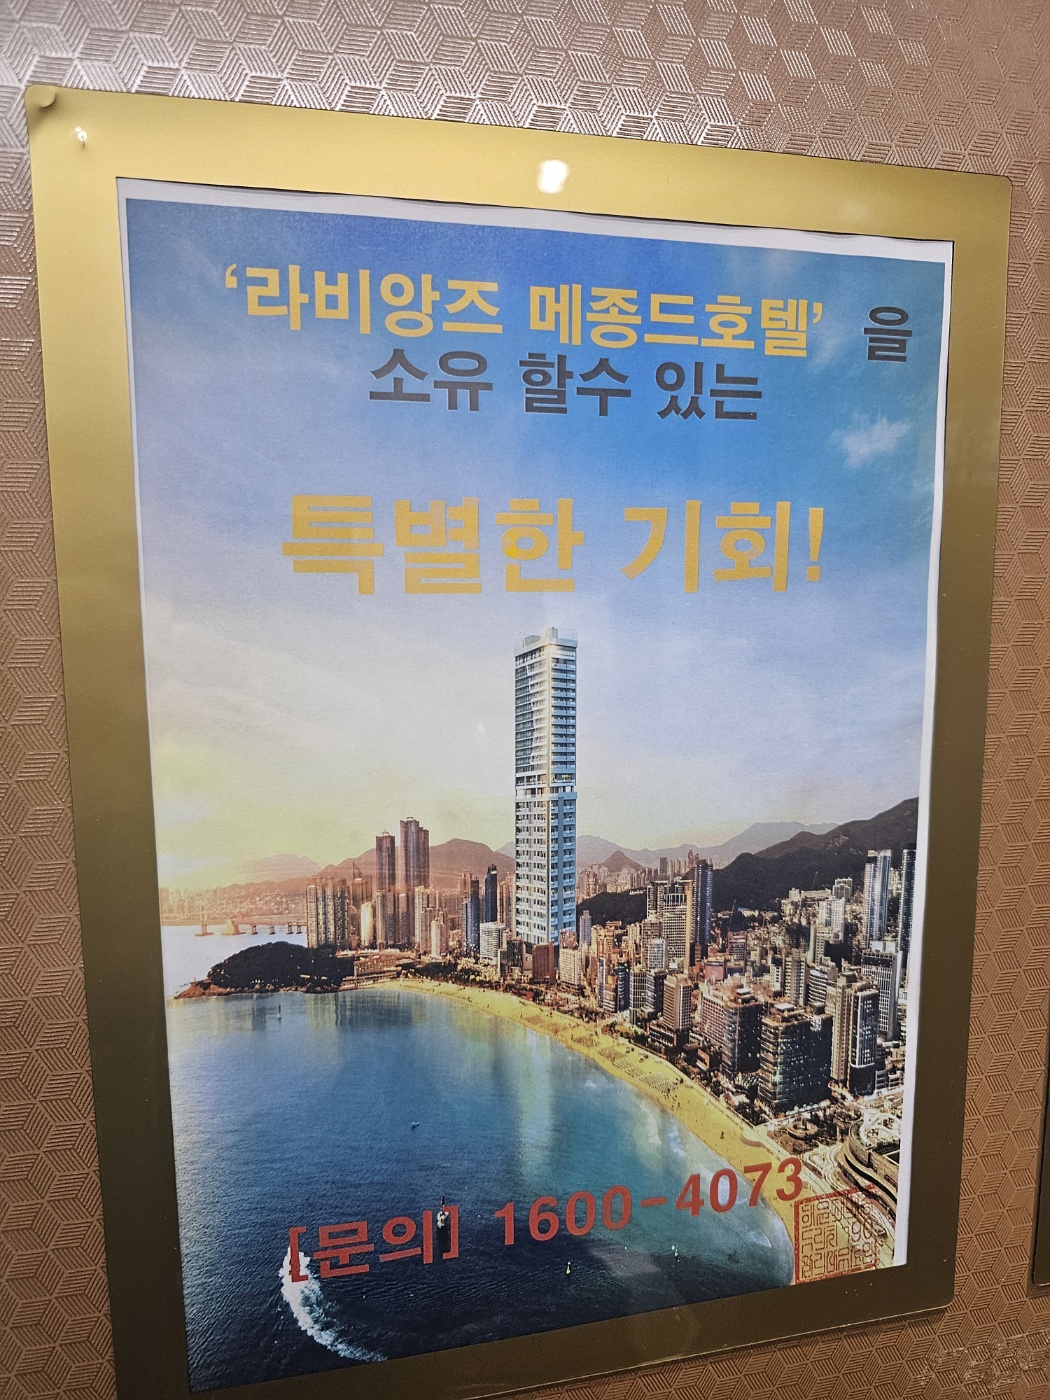 ‘라비앙즈 메종드호텔’ 을
소유 할수 있는
특별한 기회!
[문의] 1600-4073